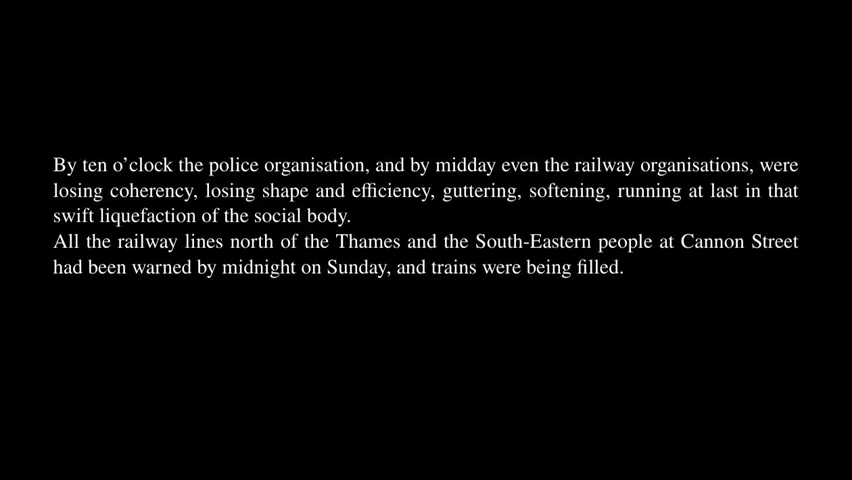 By ten o’clock the police organisation, and by midday even the railway organisations, were
losing coherency, losing shape and efficiency, guttering, softening, running at last in that
swift liquefaction of the social body.
All the railway lines north of the Thames and the South-Eastern people at Cannon Street
had been warned by midnight on Sunday, and trains were being filled.